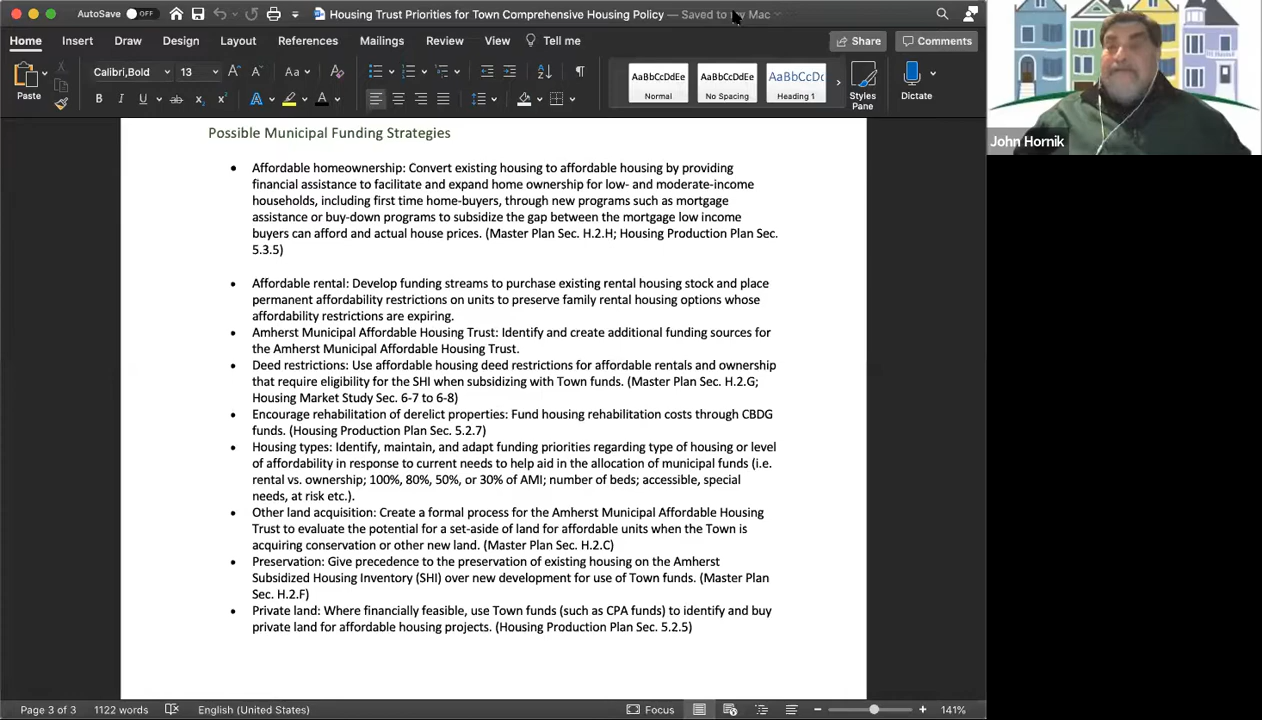 AutoSave OFF Housing Trust Priorities for Town Comprehensive Housing Policy — Saved to my Mac
Home Insert Draw Design Layout References Mailings Review View Tell me Share Comments
Paste Calibri,Bold 13 A A Aa A ¶ AaBbCcDdEe AaBbCcDdEe AaBbCcDc
B I U ab x₂ x² A A Normal No Spacing Heading 1 Styles Pane Dictate
Possible Municipal Funding Strategies
• Affordable homeownership: Convert existing housing to affordable housing by providing
financial assistance to facilitate and expand home ownership for low- and moderate-income
households, including first time home-buyers, through new programs such as mortgage
assistance or buy-down programs to subsidize the gap between the mortgage low income
buyers can afford and actual house prices. (Master Plan Sec. H.2.H; Housing Production Plan Sec.
5.3.5)
• Affordable rental: Develop funding streams to purchase existing rental housing stock and place
permanent affordability restrictions on units to preserve family rental housing options whose
affordability restrictions are expiring.
• Amherst Municipal Affordable Housing Trust: Identify and create additional funding sources for
the Amherst Municipal Affordable Housing Trust.
• Deed restrictions: Use affordable housing deed restrictions for affordable rentals and ownership
that require eligibility for the SHI when subsidizing with Town funds. (Master Plan Sec. H.2.G;
Housing Market Study Sec. 6-7 to 6-8)
• Encourage rehabilitation of derelict properties: Fund housing rehabilitation costs through CBDG
funds. (Housing Production Plan Sec. 5.2.7)
• Housing types: Identify, maintain, and adapt funding priorities regarding type of housing or level
of affordability in response to current needs to help aid in the allocation of municipal funds (i.e.
rental vs. ownership; 100%, 80%, 50%, or 30% of AMI; number of beds; accessible, special
needs, at risk etc.).
• Other land acquisition: Create a formal process for the Amherst Municipal Affordable Housing
Trust to evaluate the potential for a set-aside of land for affordable units when the Town is
acquiring conservation or other new land. (Master Plan Sec. H.2.C)
• Preservation: Give precedence to the preservation of existing housing on the Amherst
Subsidized Housing Inventory (SHI) over new development for use of Town funds. (Master Plan
Sec. H.2.F)
• Private land: Where financially feasible, use Town funds (such as CPA funds) to identify and buy
private land for affordable housing projects. (Housing Production Plan Sec. 5.2.5)
Page 3 of 3 1122 words English (United States) Focus 141%
John Hornik